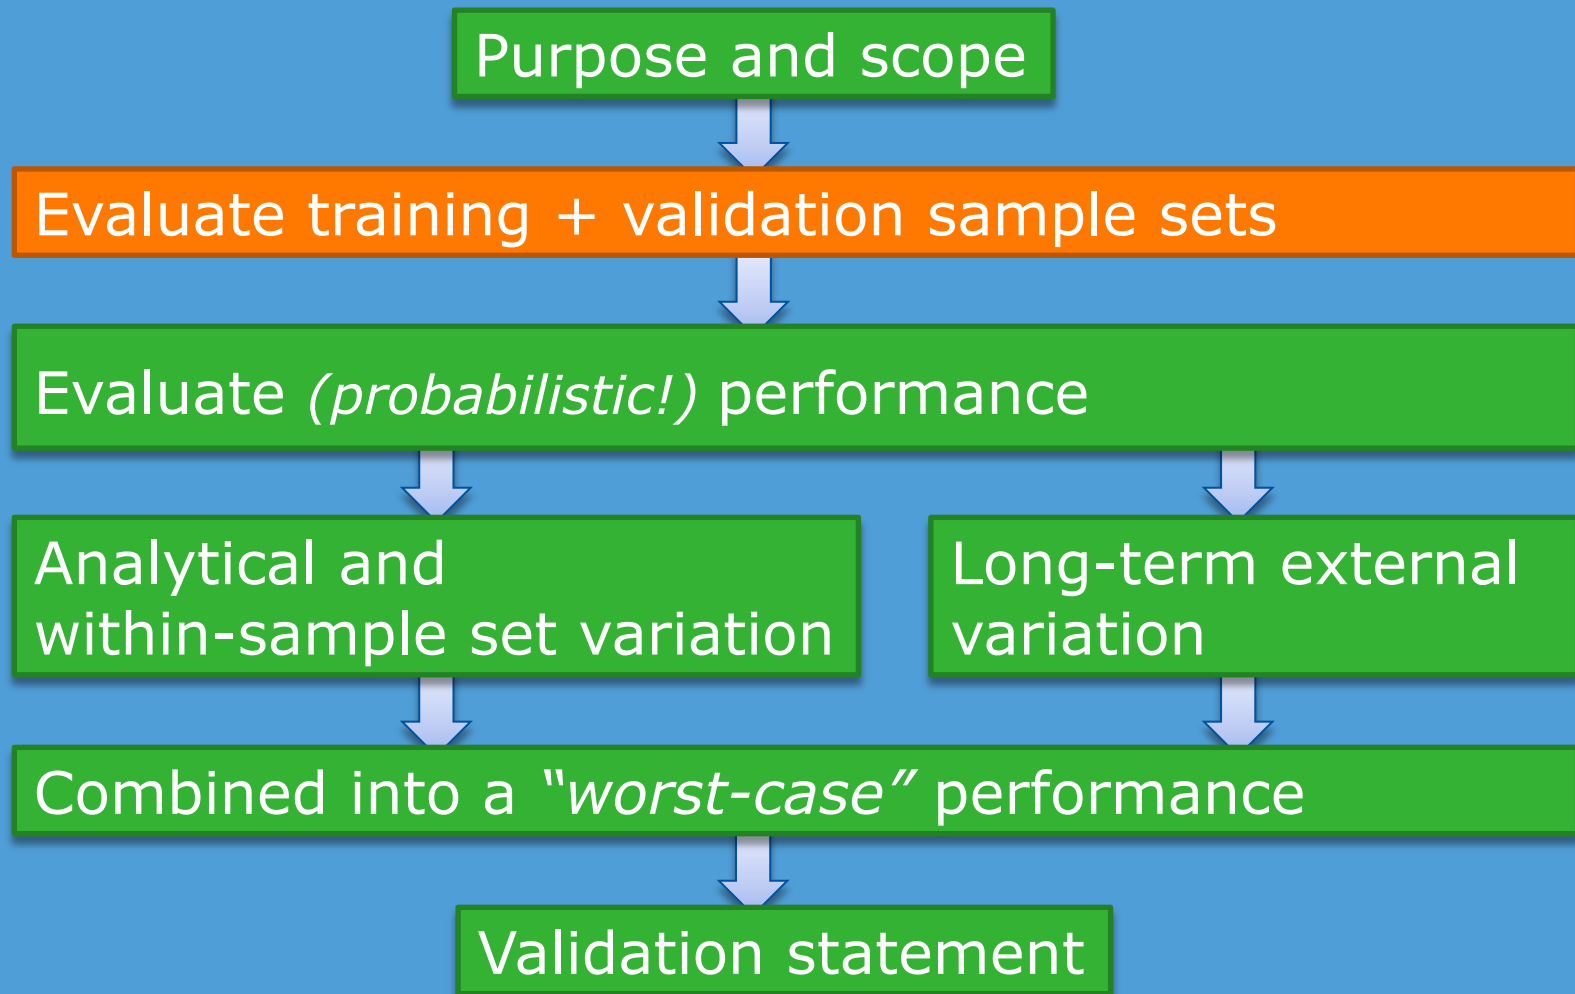 Purpose and scope
Evaluate training + validation sample sets
Evaluate (probabilistic!) performance
Analytical and
within-sample set variation
Long-term external
variation
Combined into a “worst-case” performance
Validation statement